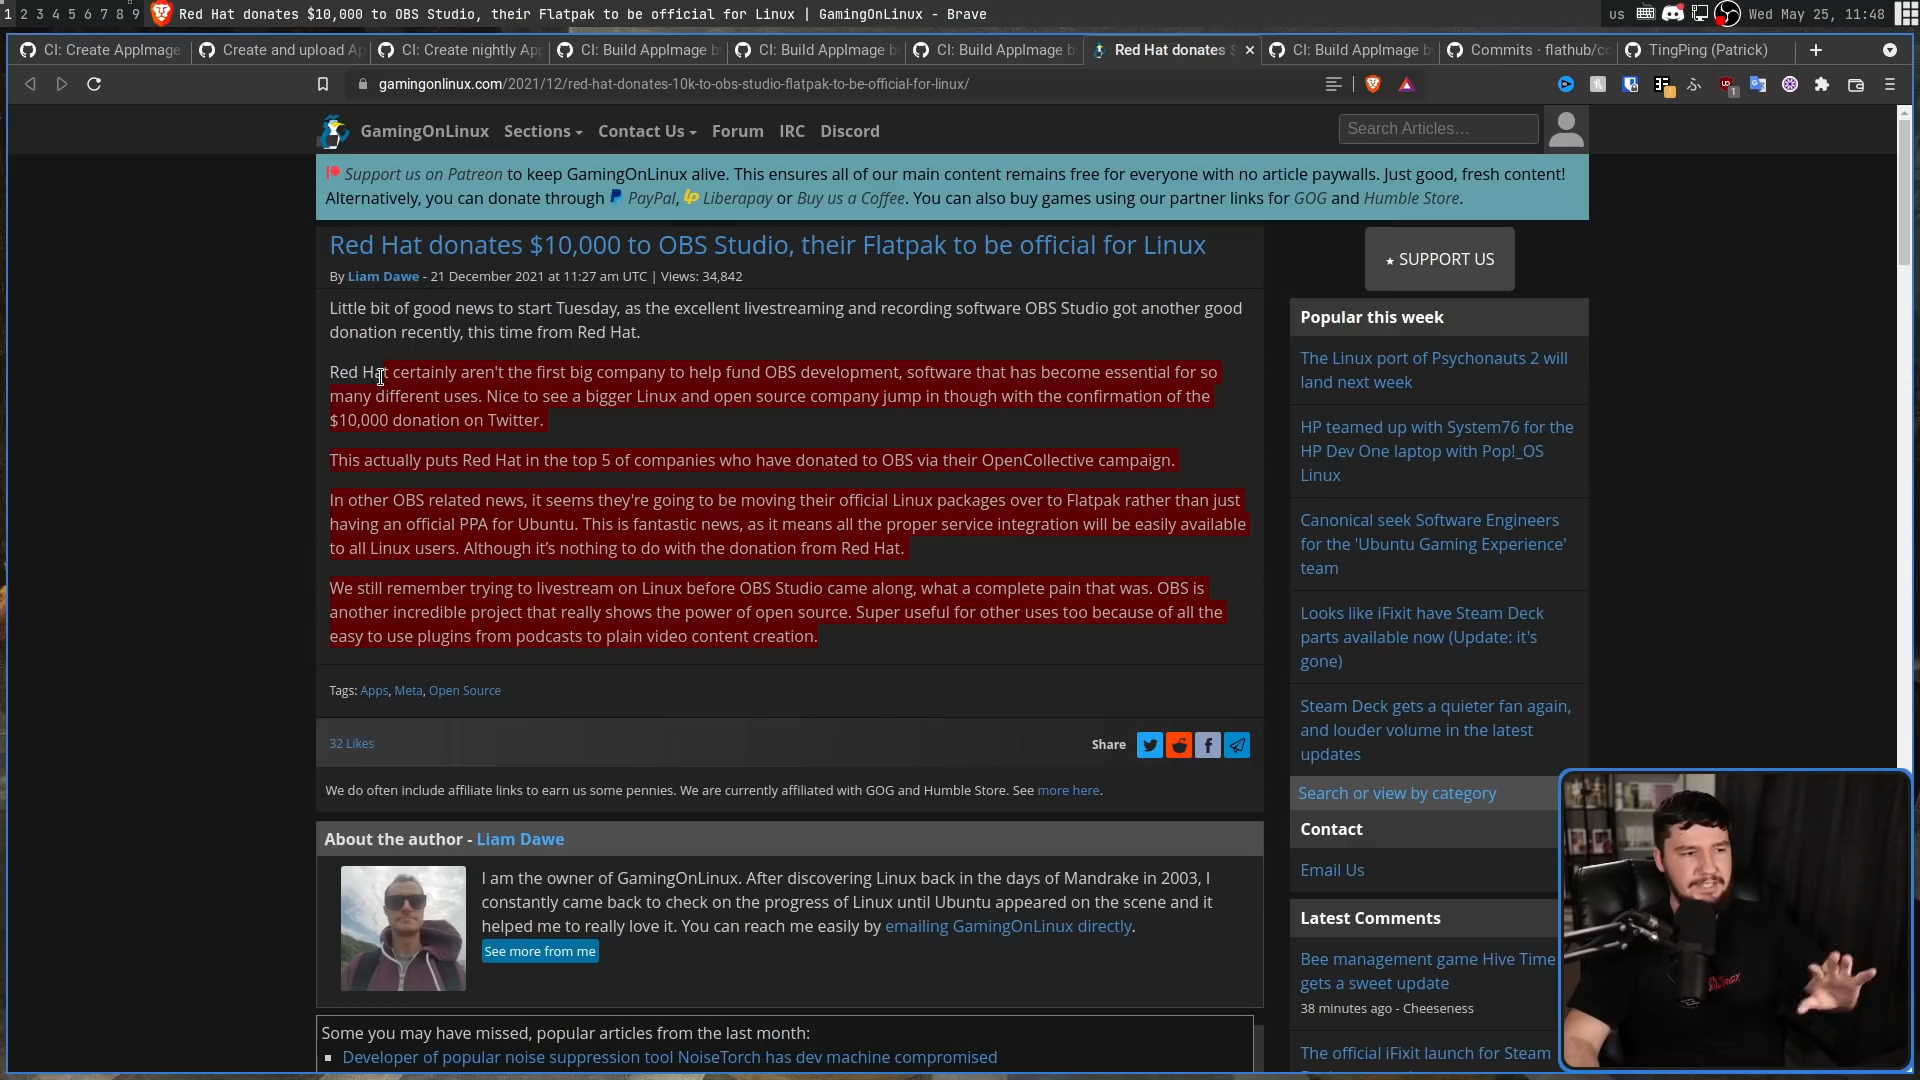 1 2 3 4 5 6 7 8 9 Red Hat donates $10,000 to OBS Studio, their Flatpak to be official for Linux | GamingOnLinux - Brave us Wed May 25, 11:48
CI: Create AppImage Create and upload Ap CI: Create nightly App CI: Build AppImage b CI: Build AppImage b CI: Build AppImage b Red Hat donates $ CI: Build AppImage b Commits · flathub/co TingPing (Patrick)
gamingonlinux.com/2021/12/red-hat-donates-10k-to-obs-studio-flatpak-to-be-official-for-linux/
GamingOnLinux Sections Contact Us Forum IRC Discord Search Articles...
Support us on Patreon to keep GamingOnLinux alive. This ensures all of our main content remains free for everyone with no article paywalls. Just good, fresh content!
Alternatively, you can donate through PayPal, Liberapay or Buy us a Coffee. You can also buy games using our partner links for GOG and Humble Store.
Red Hat donates $10,000 to OBS Studio, their Flatpak to be official for Linux
By Liam Dawe - 21 December 2021 at 11:27 am UTC | Views: 34,842
Little bit of good news to start Tuesday, as the excellent livestreaming and recording software OBS Studio got another good
donation recently, this time from Red Hat.
Red Hat certainly aren't the first big company to help fund OBS development, software that has become essential for so
many different uses. Nice to see a bigger Linux and open source company jump in though with the confirmation of the
$10,000 donation on Twitter.
This actually puts Red Hat in the top 5 of companies who have donated to OBS via their OpenCollective campaign.
In other OBS related news, it seems they're going to be moving their official Linux packages over to Flatpak rather than just
having an official PPA for Ubuntu. This is fantastic news, as it means all the proper service integration will be easily available
to all Linux users. Although it's nothing to do with the donation from Red Hat.
We still remember trying to livestream on Linux before OBS Studio came along, what a complete pain that was. OBS is
another incredible project that really shows the power of open source. Super useful for other uses too because of all the
easy to use plugins from podcasts to plain video content creation.
Tags: Apps, Meta, Open Source
32 Likes Share
We do often include affiliate links to earn us some pennies. We are currently affiliated with GOG and Humble Store. See more here.
About the author - Liam Dawe
I am the owner of GamingOnLinux. After discovering Linux back in the days of Mandrake in 2003, I
constantly came back to check on the progress of Linux until Ubuntu appeared on the scene and it
helped me to really love it. You can reach me easily by emailing GamingOnLinux directly.
See more from me
Some you may have missed, popular articles from the last month:
Developer of popular noise suppression tool NoiseTorch has dev machine compromised
SUPPORT US
Popular this week
The Linux port of Psychonauts 2 will
land next week
HP teamed up with System76 for the
HP Dev One laptop with Pop!_OS
Linux
Canonical seek Software Engineers
for the 'Ubuntu Gaming Experience'
team
Looks like iFixit have Steam Deck
parts available now (Update: it's
gone)
Steam Deck gets a quieter fan again,
and louder volume in the latest
updates
Search or view by category
Contact
Email Us
Latest Comments
Bee management game Hive Time
gets a sweet update
38 minutes ago - Cheeseness
The official iFixit launch for Steam